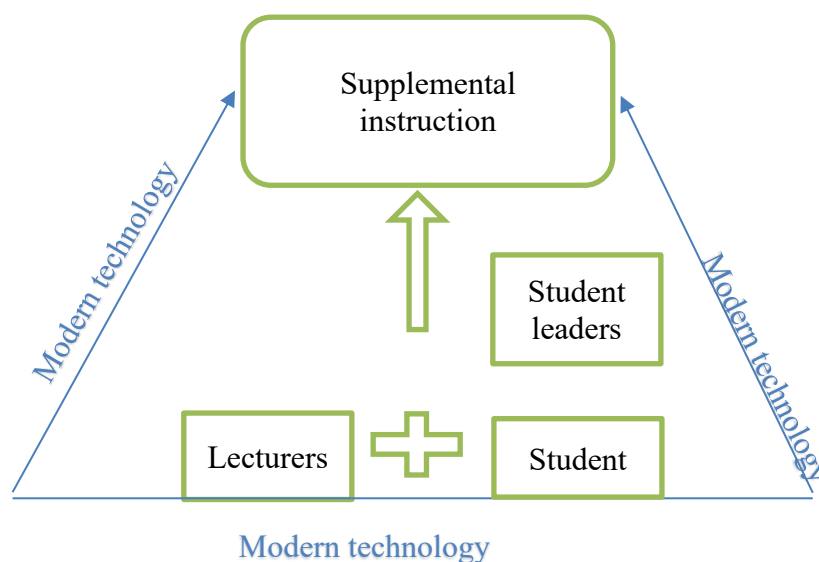 Supplemental
instruction
Modern technology
Modern technology
Student
leaders
Lecturers
Student
Modern technology